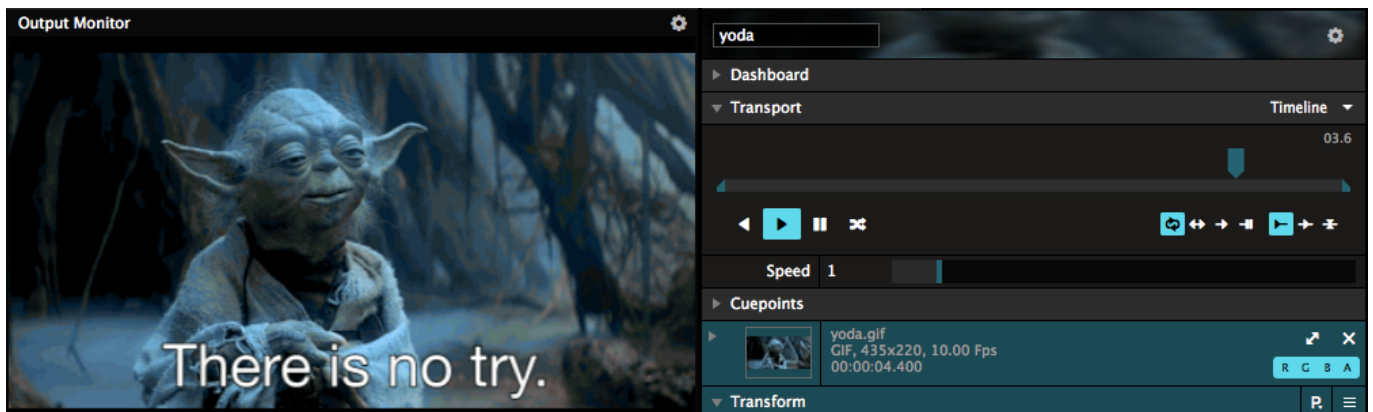 Output Monitor
There is no try.
yoda
Dashboard
Transport Timeline
03.6
Speed 1
Cuepoints
yoda.gif
GIF, 435x220, 10.00 Fps
00:00:04.400
R G B A
Transform P.